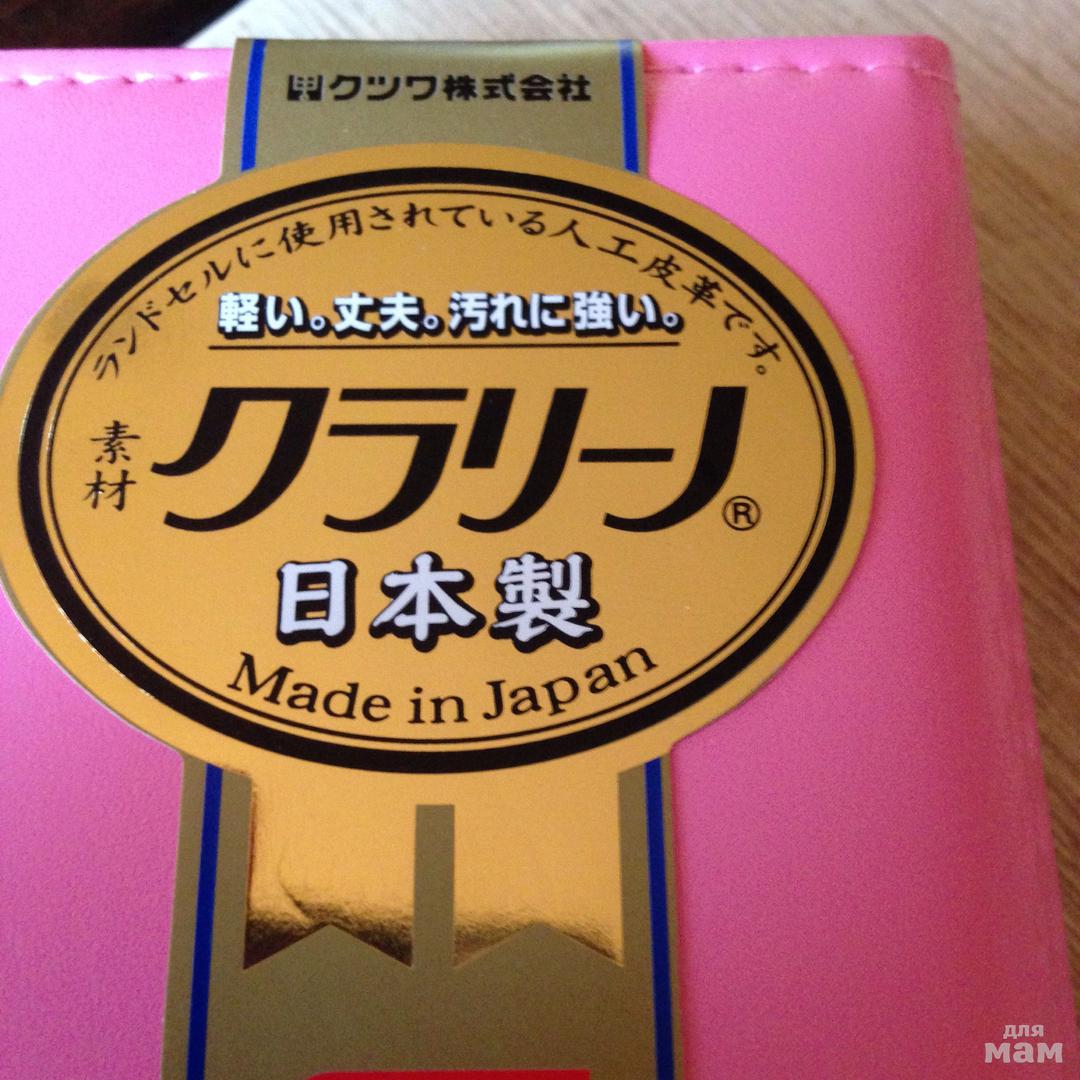 クツワ株式会社
ランドセルに使用されている人工皮革です。
軽い。丈夫。汚れに強い。
素材
クラリーノ®
日本製
Made in Japan
для
мам